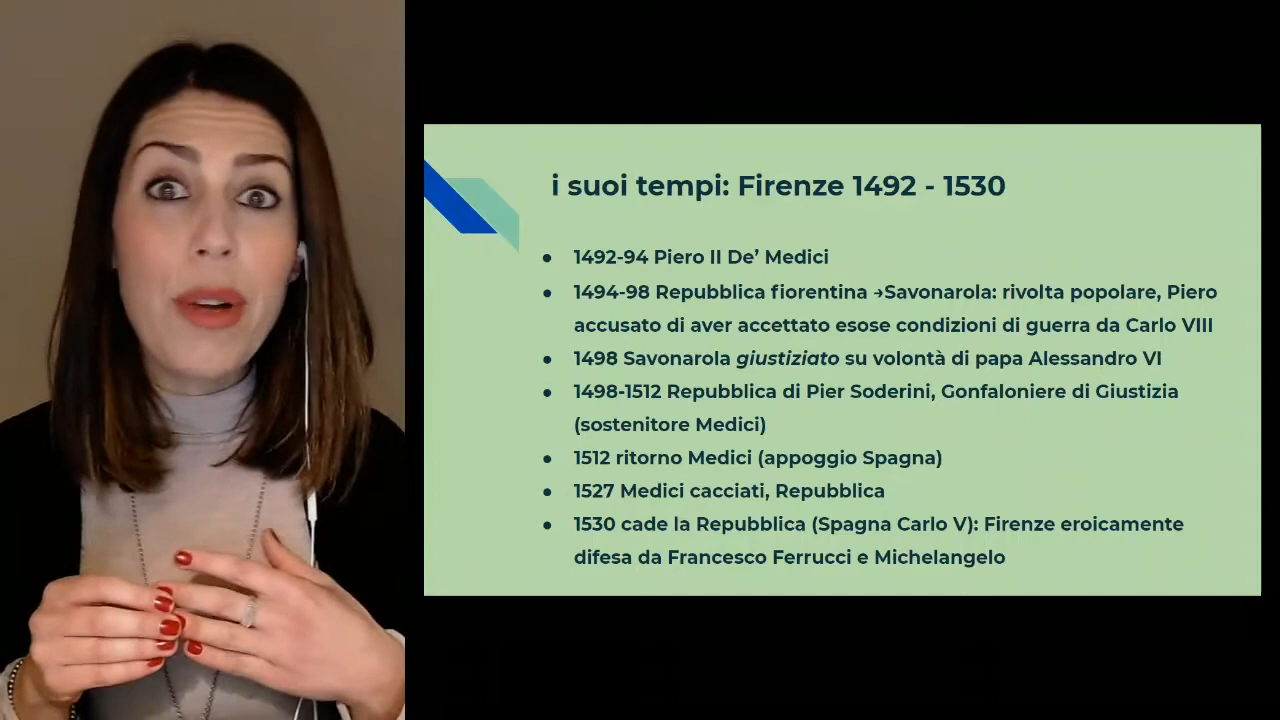 i suoi tempi: Firenze 1492 - 1530
● 1492-94 Piero II De’ Medici
● 1494-98 Repubblica fiorentina →Savonarola: rivolta popolare, Piero
accusato di aver accettato esose condizioni di guerra da Carlo VIII
● 1498 Savonarola giustiziato su volontà di papa Alessandro VI
● 1498-1512 Repubblica di Pier Soderini, Gonfaloniere di Giustizia
(sostenitore Medici)
● 1512 ritorno Medici (appoggio Spagna)
● 1527 Medici cacciati, Repubblica
● 1530 cade la Repubblica (Spagna Carlo V): Firenze eroicamente
difesa da Francesco Ferrucci e Michelangelo